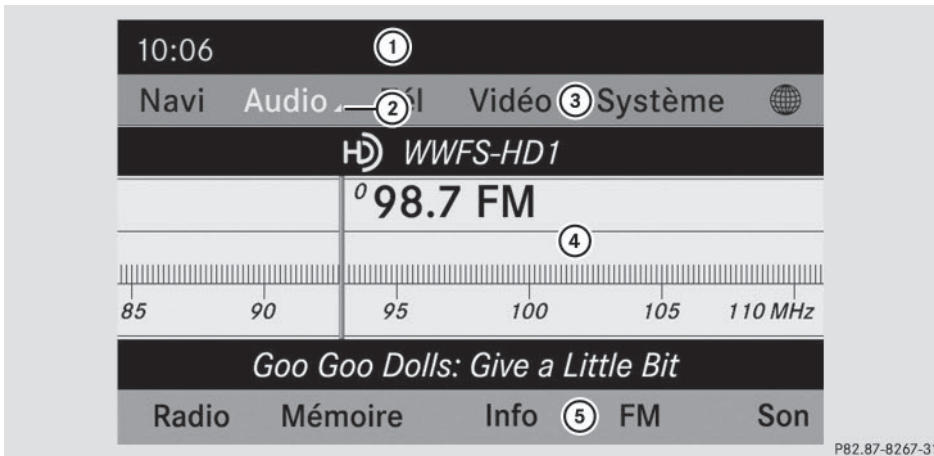 10:06 1
Navi Audio 2 Tél Vidéo 3 Système
HD WWFS-HD1
098.7 FM
4
85 90 95 100 105 110 MHz
Goo Goo Dolls: Give a Little Bit
Radio Mémoire Info 5 FM Son
P82.87-8267-31